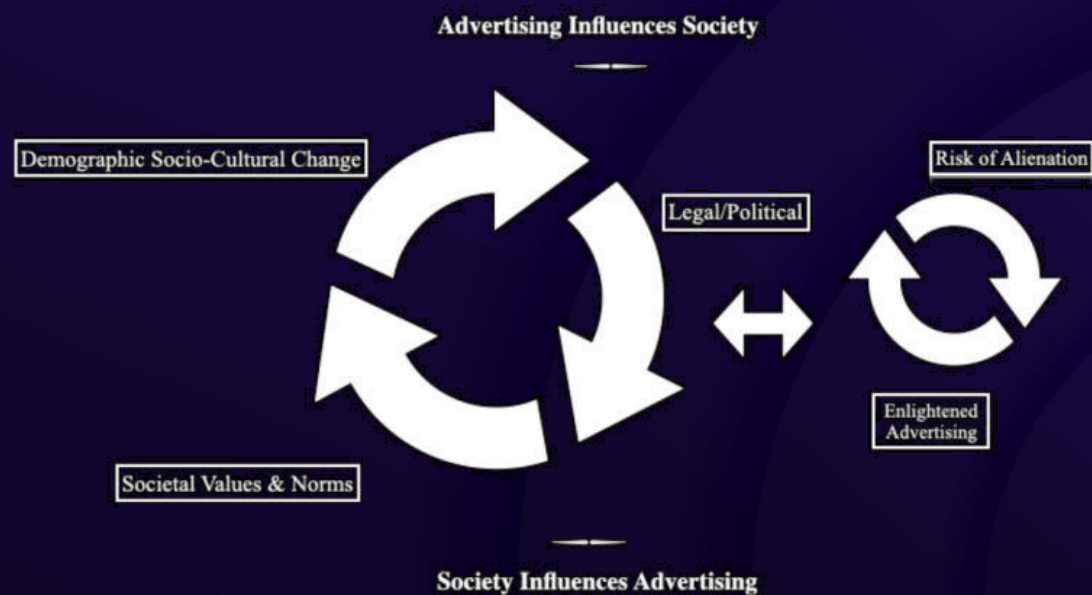 Advertising Influences Society
Demographic Socio-Cultural Change
Risk of Alienation
Legal/Political
Enlightened
Advertising
Societal Values & Norms
Society Influences Advertising